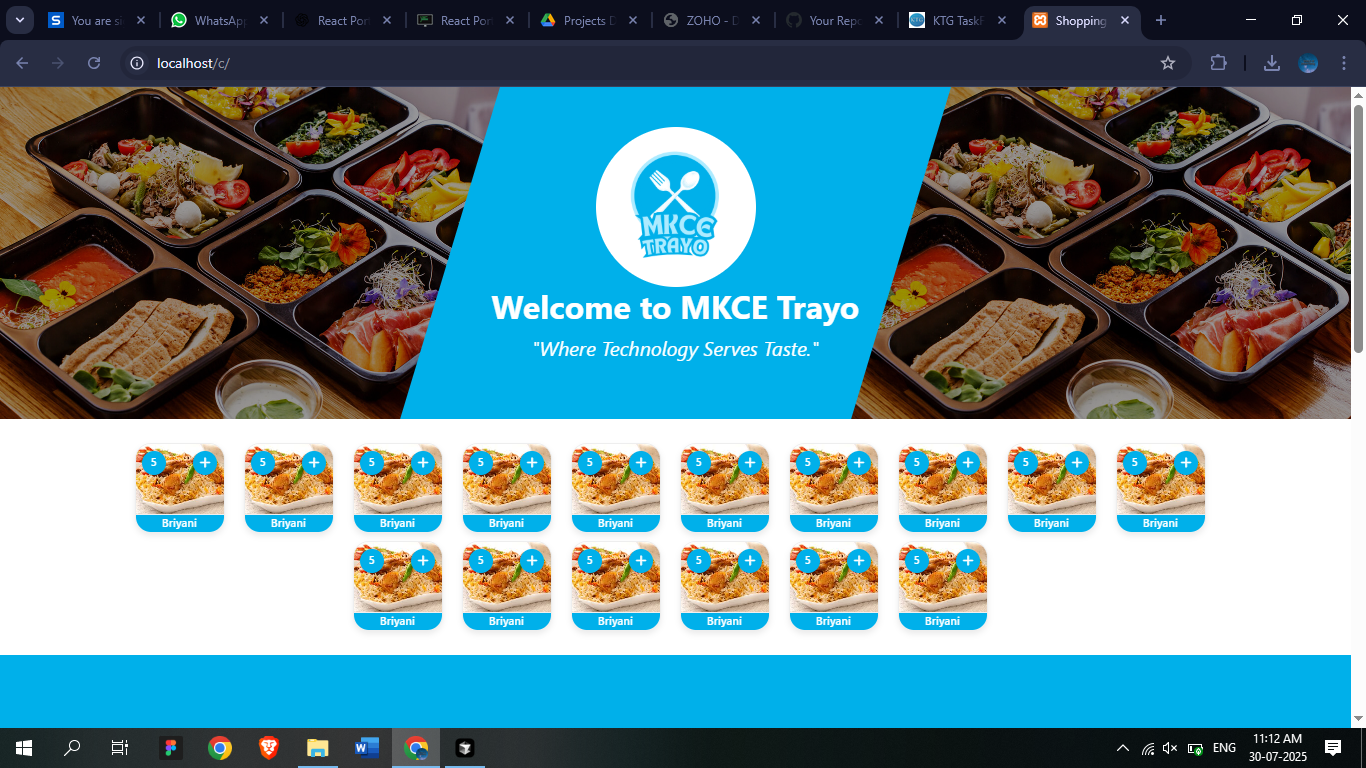 You are si
WhatsApp
React Por
React Por
Projects D
ZOHO - D
Your Repo
KTG TaskF
Shopping
localhost/c/
MKCE
TRAYO
Welcome to MKCE Trayo
"Where Technology Serves Taste."
5 + 5 + 5 + 5 + 5 + 5 + 5 + 5 + 5 + 5 +
Briyani Briyani Briyani Briyani Briyani Briyani Briyani Briyani Briyani Briyani
5 + 5 + 5 + 5 + 5 + 5 +
Briyani Briyani Briyani Briyani Briyani Briyani
ENG
11:12 AM
30-07-2025